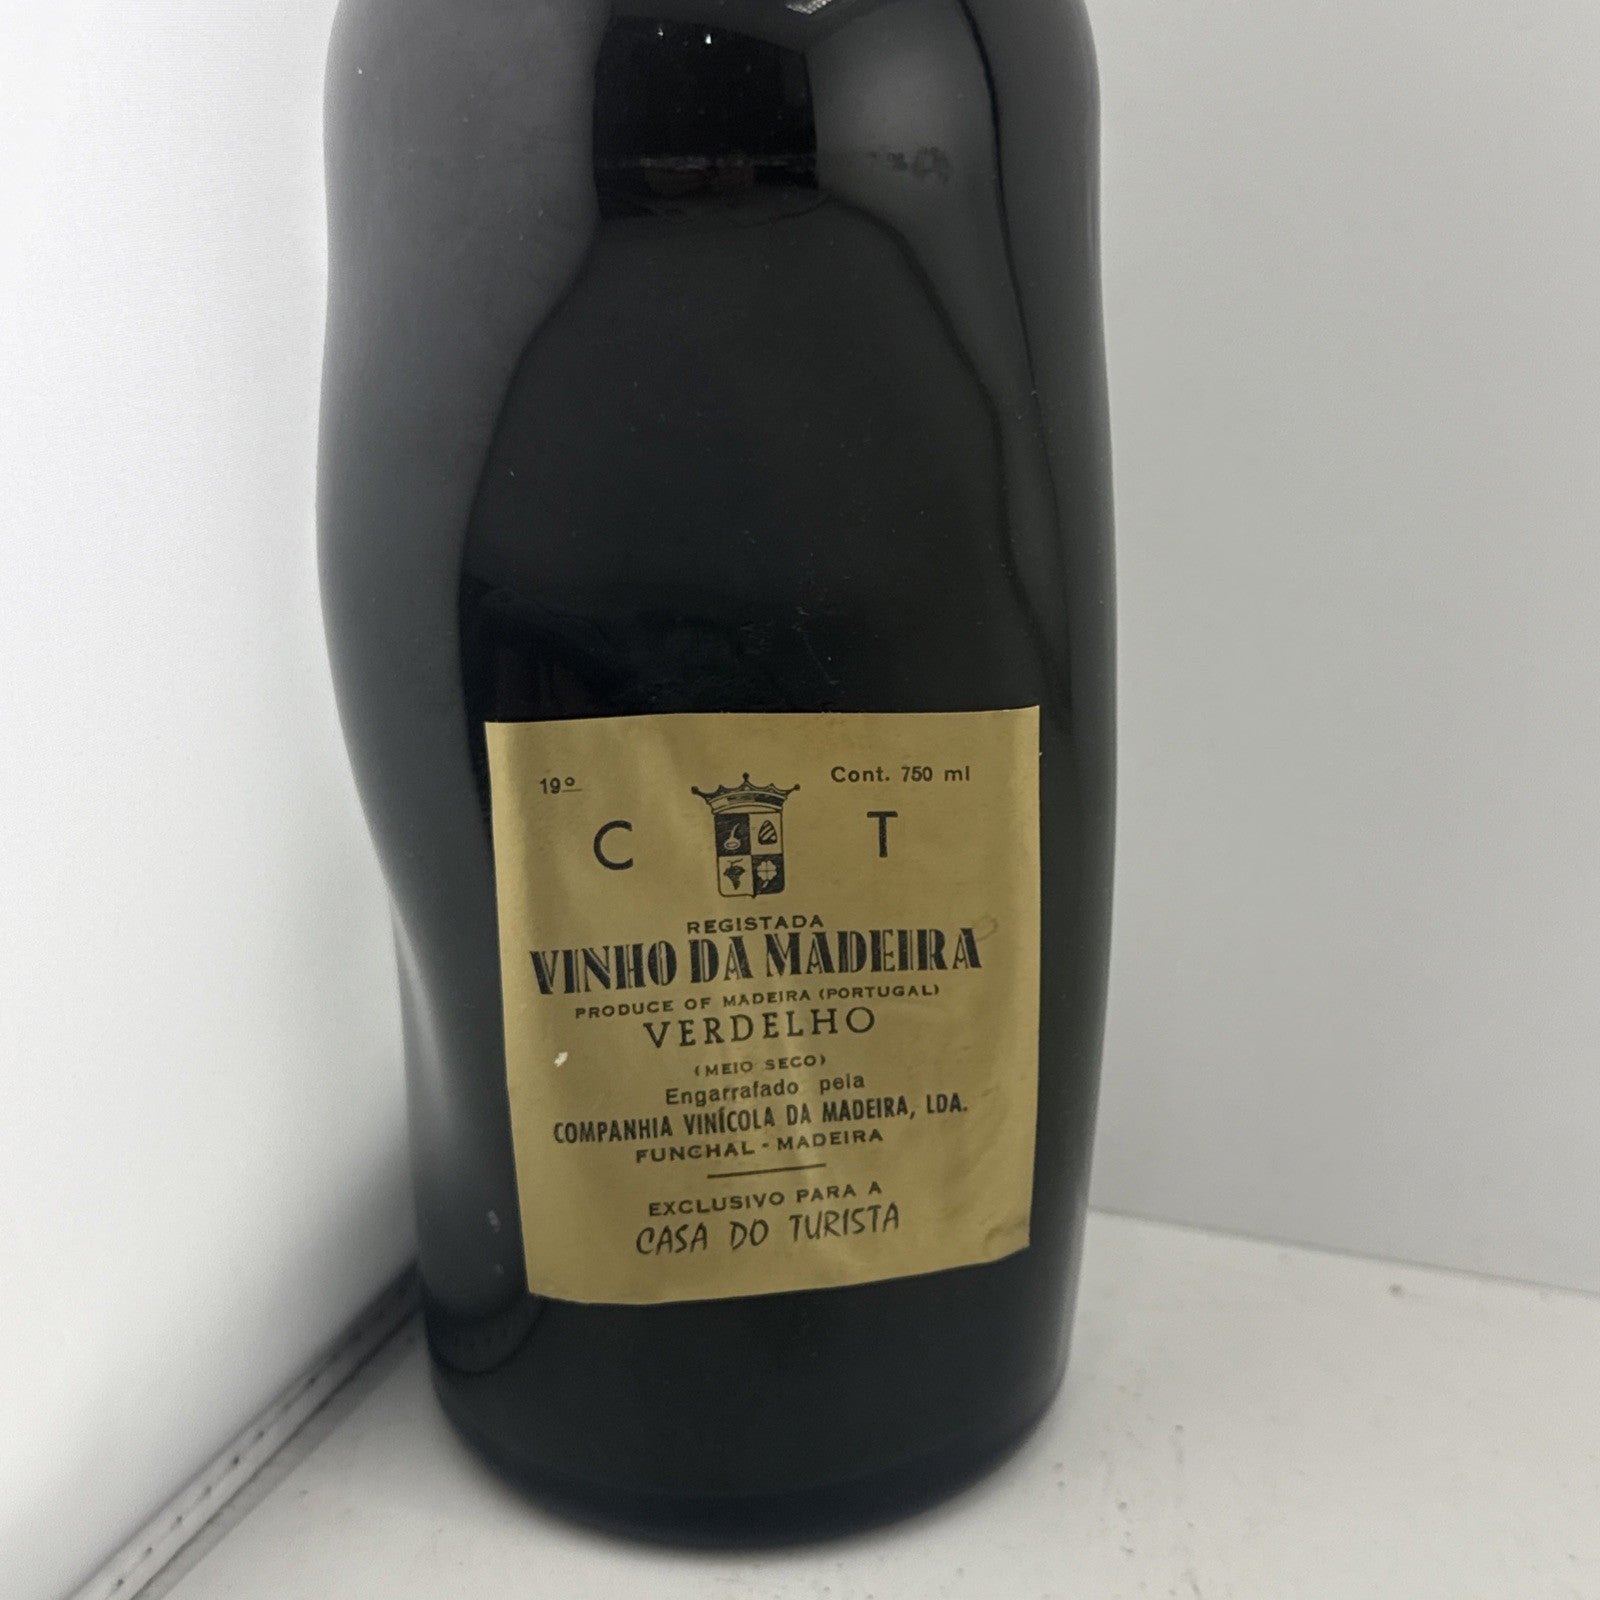 19º
Cont. 750 ml
C T
REGISTADA
VINHO DA MADEIRA
PRODUCE OF MADEIRA (PORTUGAL)
VERDELHO
(MEIO SECO)
Engarrafado pela
COMPANHIA VINÍCOLA DA MADEIRA, LDA.
FUNCHAL - MADEIRA
EXCLUSIVO PARA A
CASA DO TURISTA